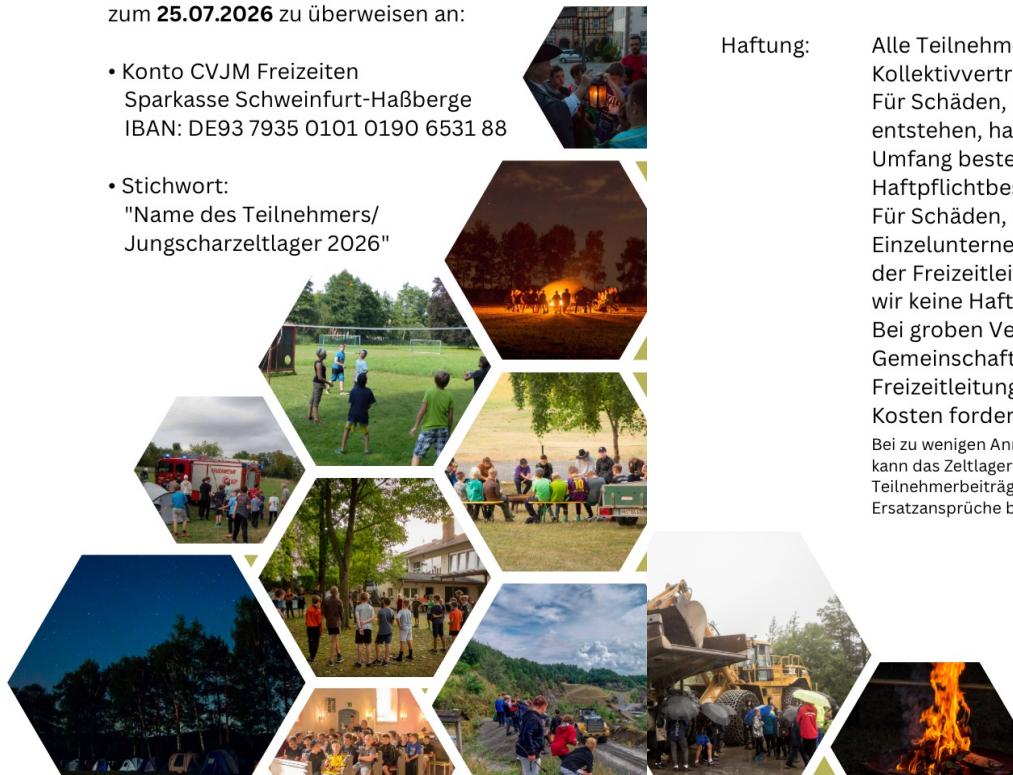 zum 25.07.2026 zu überweisen an:
• Konto CVJM Freizeiten
Sparkasse Schweinfurt-Haßberge
IBAN: DE93 7935 0101 0190 6531 88
• Stichwort:
"Name des Teilnehmers/
Jungscharzeltlager 2026"
Haftung:
Alle Teilnehm
Kollektivvertr
Für Schäden,
entstehen, ha
Umfang beste
Haftpflichtbes
Für Schäden,
Einzelunterne
der Freizeitlei
wir keine Haft
Bei groben Ve
Gemeinschaft
Freizeitleitung
Kosten forder
Bei zu wenigen Anm
kann das Zeltlager
Teilnehmerbeiträg
Ersatzansprüche b